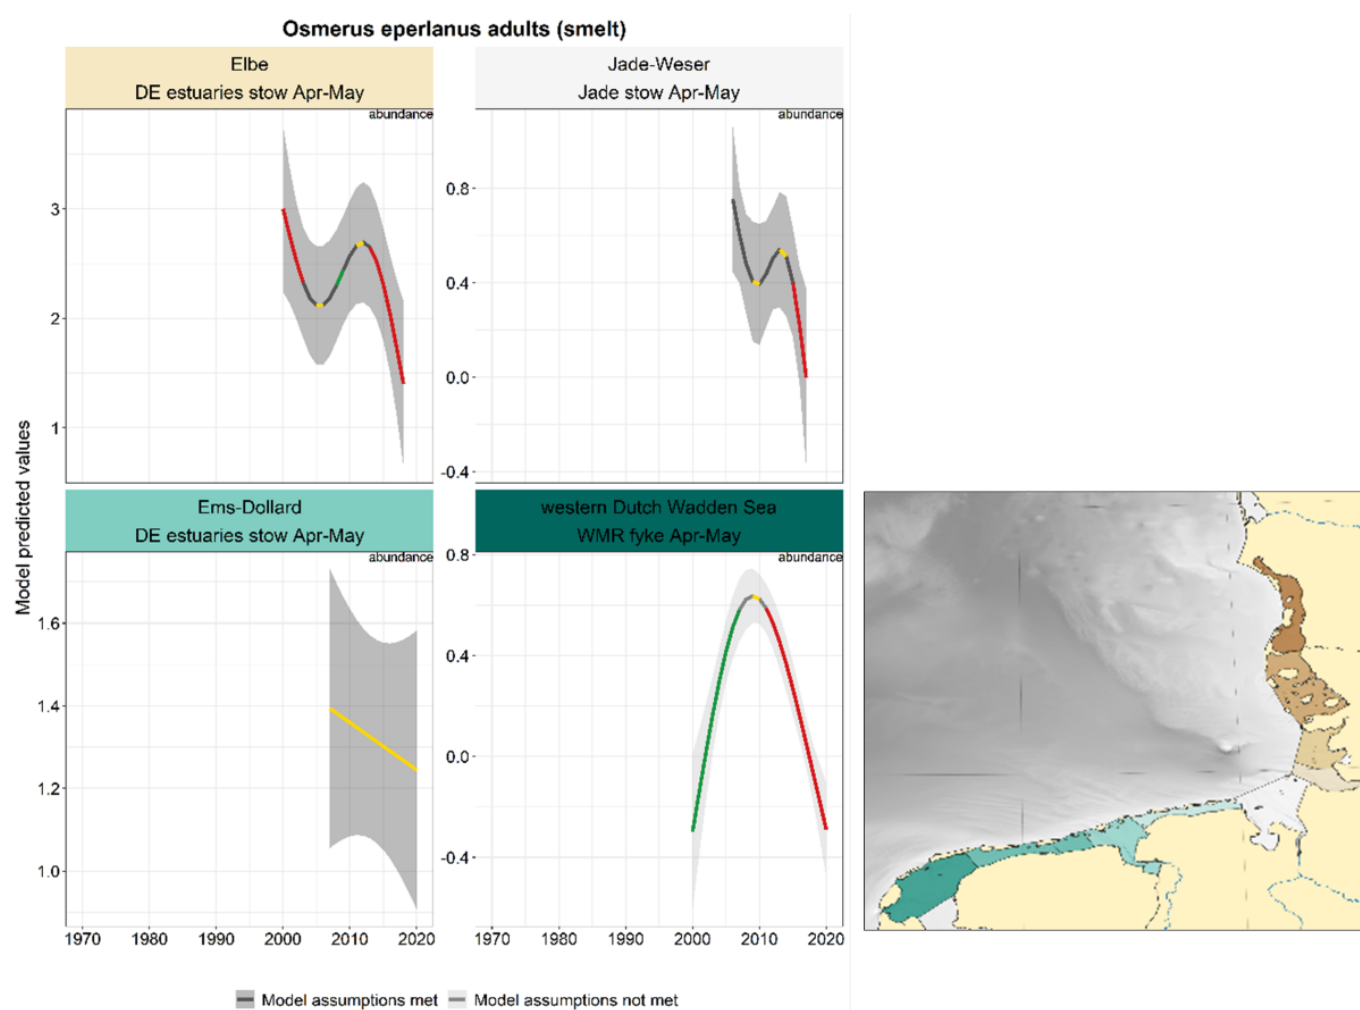 Osmerus eperlanus adults (smelt)
Elbe
DE estuaries stow Apr-May
abundance
3
2
1
Jade-Weser
Jade stow Apr-May
abundance
0.8
0.4
0.0
-0.4
Model predicted values
Ems-Dollard
DE estuaries stow Apr-May
abundance
1.6
1.4
1.2
1.0
1970 1980 1990 2000 2010 2020
western Dutch Wadden Sea
WMR fyke Apr-May
abundance
0.8
0.4
0.0
-0.4
1970 1980 1990 2000 2010 2020
Model assumptions met Model assumptions not met